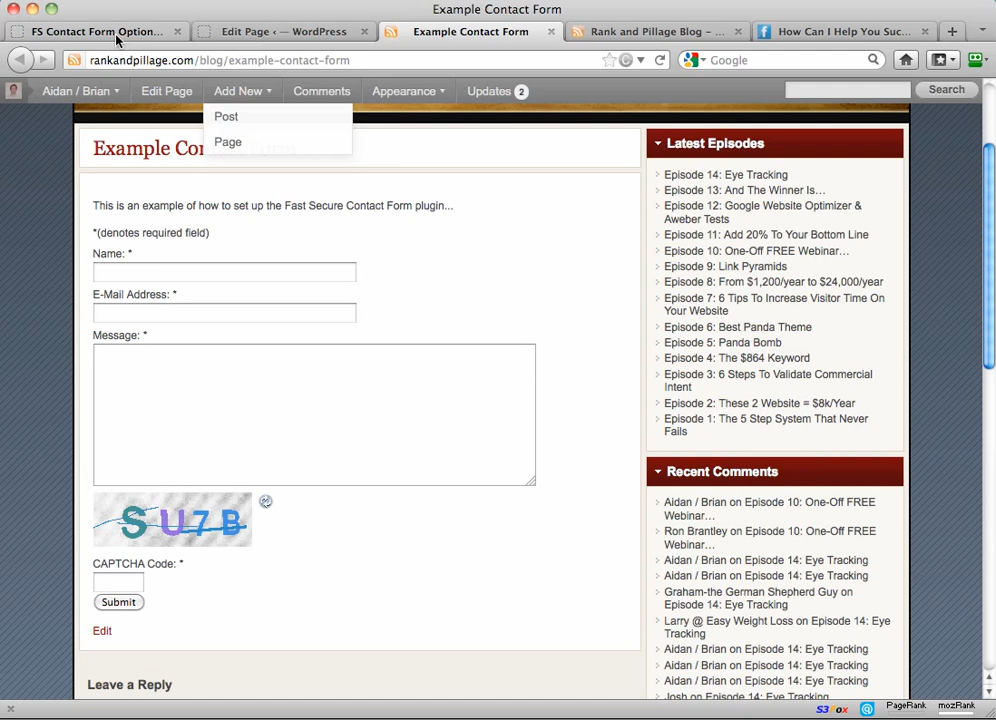 Example Contact Form
FS Contact Form Option...
Edit Page ‹ — WordPress
Example Contact Form
Rank and Pillage Blog – ...
How Can I Help You Suc...
rankandpillage.com/blog/example-contact-form
Google
Aidan / Brian
Edit Page
Add New
Comments
Appearance
Updates 2
Search
Post
Page
Example Con
This is an example of how to set up the Fast Secure Contact Form plugin...
*(denotes required field)
Name: *
E-Mail Address: *
Message: *
SU7B
CAPTCHA Code: *
Submit
Edit
Leave a Reply
Latest Episodes
Episode 14: Eye Tracking
Episode 13: And The Winner Is…
Episode 12: Google Website Optimizer &
Aweber Tests
Episode 11: Add 20% To Your Bottom Line
Episode 10: One-Off FREE Webinar…
Episode 9: Link Pyramids
Episode 8: From $1,200/year to $24,000/year
Episode 7: 6 Tips To Increase Visitor Time On
Your Website
Episode 6: Best Panda Theme
Episode 5: Panda Bomb
Episode 4: The $864 Keyword
Episode 3: 6 Steps To Validate Commercial
Intent
Episode 2: These 2 Website = $8k/Year
Episode 1: The 5 Step System That Never
Fails
Recent Comments
Aidan / Brian on Episode 10: One-Off FREE
Webinar…
Ron Brantley on Episode 10: One-Off FREE
Webinar…
Aidan / Brian on Episode 14: Eye Tracking
Aidan / Brian on Episode 14: Eye Tracking
Graham-the German Shepherd Guy on
Episode 14: Eye Tracking
Larry @ Easy Weight Loss on Episode 14: Eye
Tracking
Aidan / Brian on Episode 14: Eye Tracking
Aidan / Brian on Episode 14: Eye Tracking
Aidan / Brian on Episode 14: Eye Tracking
Josh on Episode 14: Eye Tracking
S3Fox
PageRank
mozRank